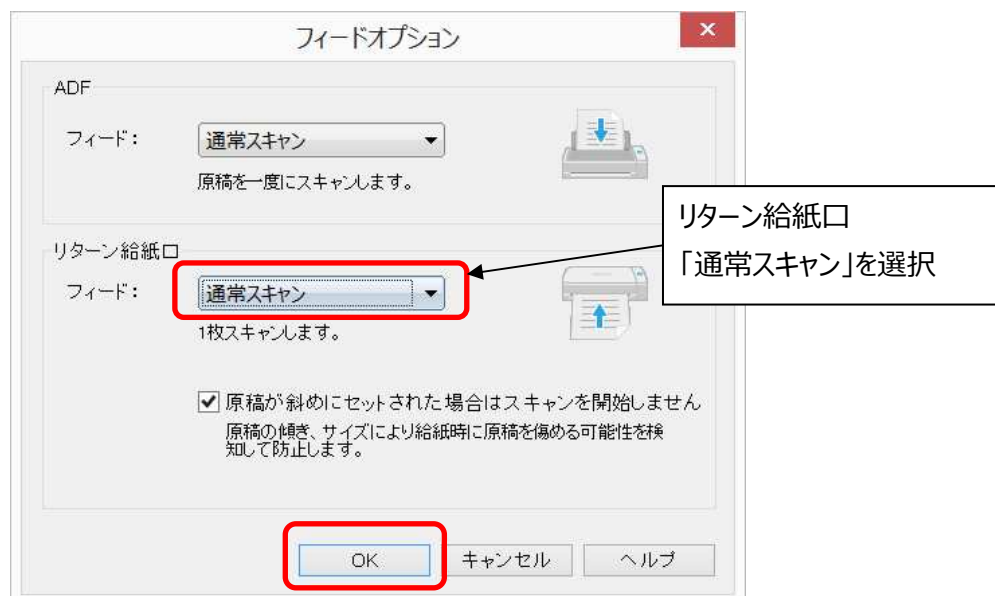 フィードオプション
ADF
フィード：
通常スキャン
原稿を一度にスキャンします。
リターン給紙口
「通常スキャン」を選択
リターン給紙口
フィード：
通常スキャン
1枚スキャンします。
原稿が斜めにセットされた場合はスキャンを開始しません
原稿の傾き、サイズにより給紙時に原稿を傷める可能性を検
知して防止します。
OK
キャンセル
ヘルプ